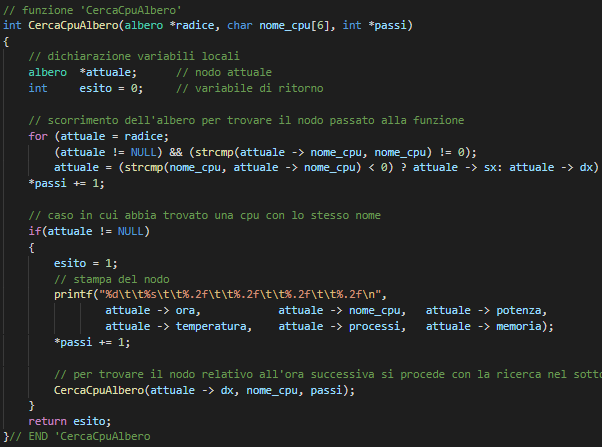 // funzione 'CercaCpuAlbero'
int CercaCpuAlbero(albero *radice, char nome_cpu[6], int *passi)
{
// dichiarazione variabili locali
albero *attuale; // nodo attuale
int esito = 0; // variabile di ritorno
// scorrimento dell'albero per trovare il nodo passato alla funzione
for (attuale = radice;
(attuale != NULL) && (strcmp(attuale -> nome_cpu, nome_cpu) != 0);
attuale = (strcmp(nome_cpu, attuale -> nome_cpu) < 0) ? attuale -> sx: attuale -> dx)
*passi += 1;
// caso in cui abbia trovato una cpu con lo stesso nome
if(attuale != NULL)
{
esito = 1;
// stampa del nodo
printf("%d\t\t%s\t\t%.2f\t\t%.2f\t\t%.2f\t\t%.2f\n",
attuale -> ora, attuale -> nome_cpu, attuale -> potenza,
attuale -> temperatura, attuale -> processi, attuale -> memoria);
*passi += 1;
// per trovare il nodo relativo all'ora successiva si procede con la ricerca nel
CercaCpuAlbero(attuale -> dx, nome_cpu, passi);
}
return esito;
}// END 'CercaCpuAlbero